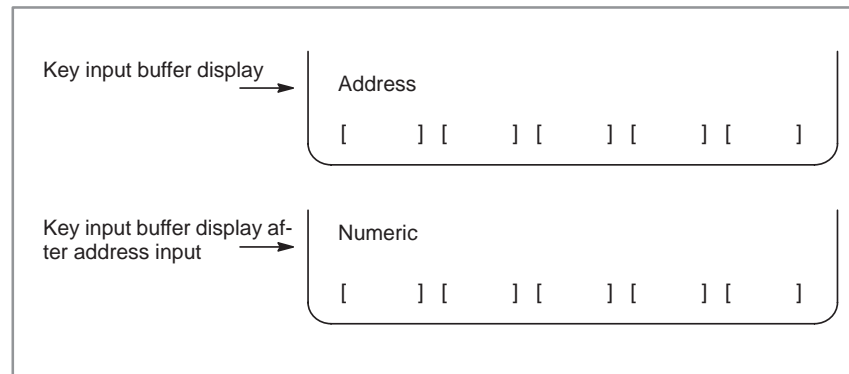 Key input buffer display
Address
[ ] [ ] [ ] [ ] [ ]
Key input buffer display af-
ter address input
Numeric
[ ] [ ] [ ] [ ] [ ]